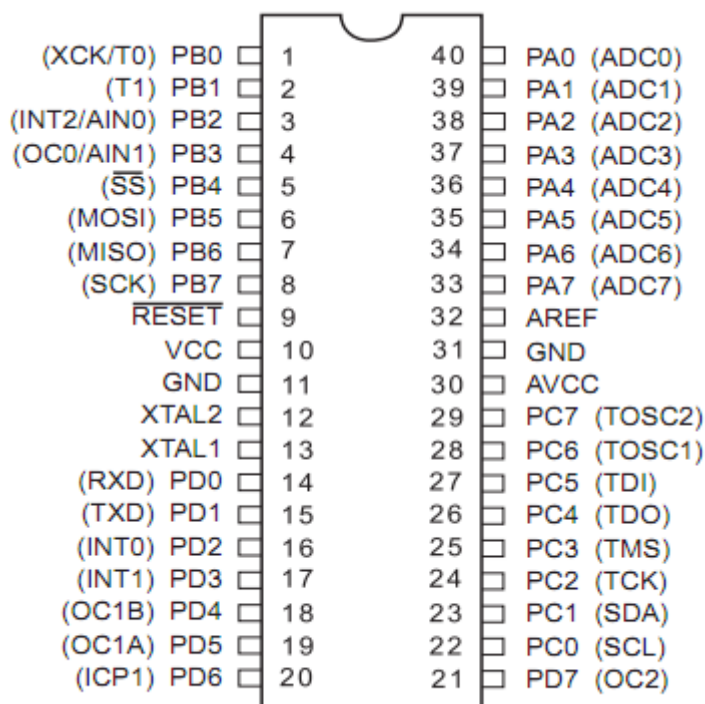 (XCK/T0) PB0 1 40 PA0 (ADC0)
(T1) PB1 2 39 PA1 (ADC1)
(INT2/AIN0) PB2 3 38 PA2 (ADC2)
(OC0/AIN1) PB3 4 37 PA3 (ADC3)
(S̅S̅) PB4 5 36 PA4 (ADC4)
(MOSI) PB5 6 35 PA5 (ADC5)
(MISO) PB6 7 34 PA6 (ADC6)
(SCK) PB7 8 33 PA7 (ADC7)
R̅E̅S̅E̅T̅ 9 32 AREF
VCC 10 31 GND
GND 11 30 AVCC
XTAL2 12 29 PC7 (TOSC2)
XTAL1 13 28 PC6 (TOSC1)
(RXD) PD0 14 27 PC5 (TDI)
(TXD) PD1 15 26 PC4 (TDO)
(INT0) PD2 16 25 PC3 (TMS)
(INT1) PD3 17 24 PC2 (TCK)
(OC1B) PD4 18 23 PC1 (SDA)
(OC1A) PD5 19 22 PC0 (SCL)
(ICP1) PD6 20 21 PD7 (OC2)